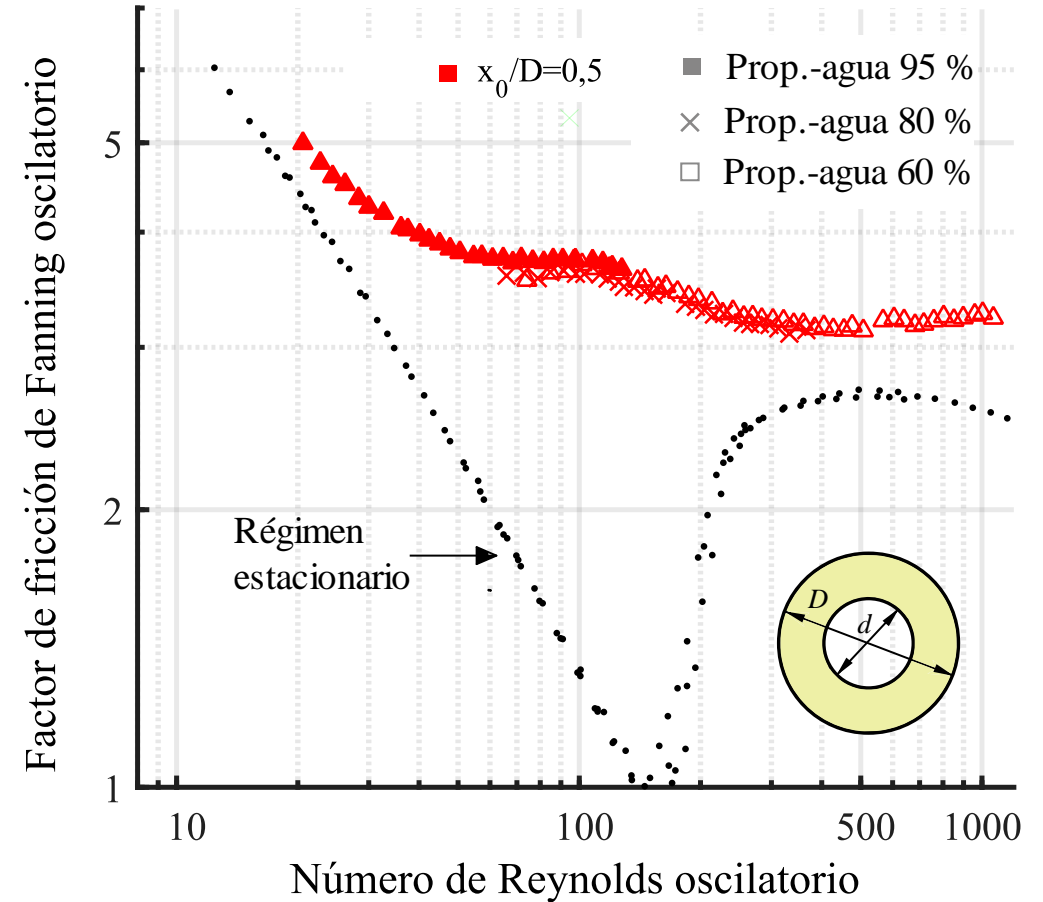 x0/D=0,5
Prop.-agua 95 %
Prop.-agua 80 %
Prop.-agua 60 %
Factor de fricción de Fanning oscilatorio
5
2
1
Régimen
estacionario
D
d
10
100
500
1000
Número de Reynolds oscilatorio